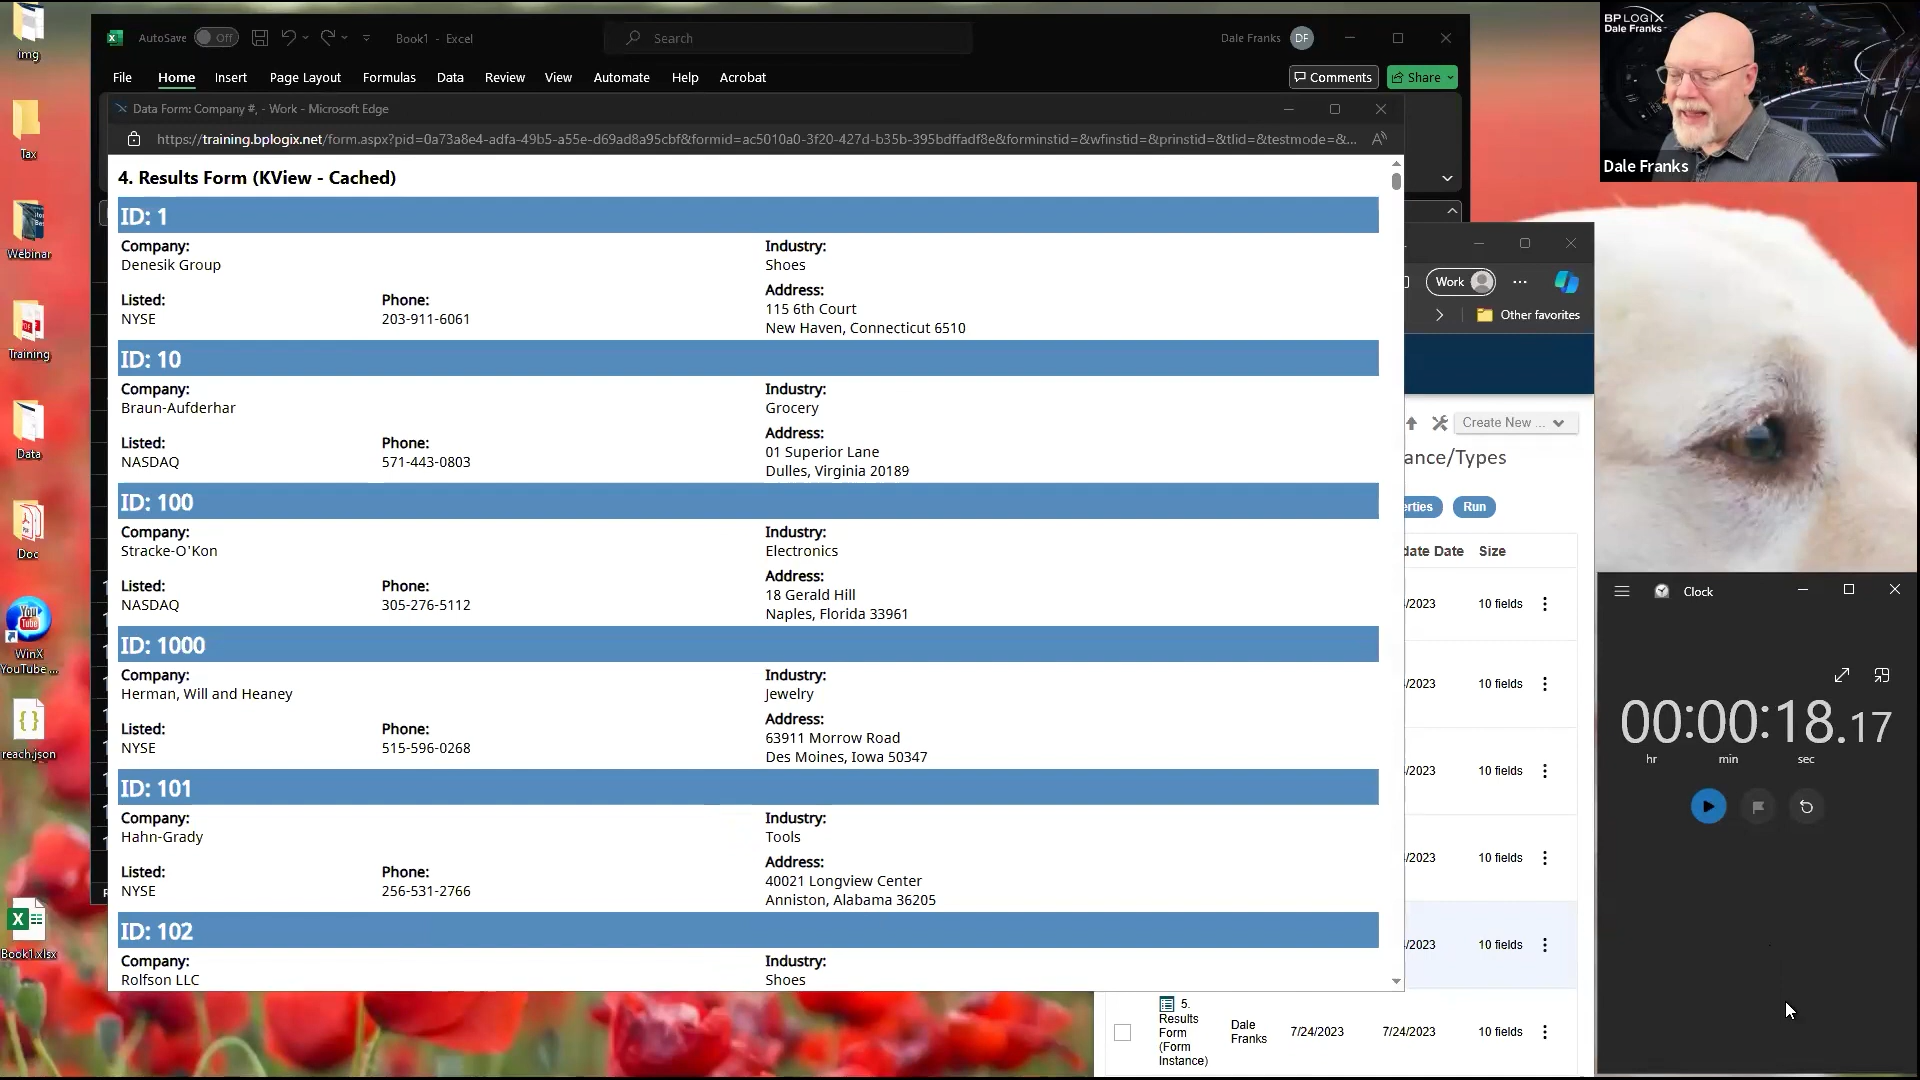 img
Tax
Webinar
Training
Data
Doc
WinX
YouTube ...
reach.json
Book1.xlsx
AutoSave Off
Book1 - Excel
Search
Dale Franks DF
File Home Insert Page Layout Formulas Data Review View Automate Help Acrobat
Comments Share
Data Form: Company #, - Work - Microsoft Edge
https://training.bplogix.net/form.aspx?pid=0a73a8e4-adfa-49b5-a55e-d69ad8a95cbf&formid=ac5010a0-3f20-427d-b35b-395bdffadf8e&forminstid=&wfinstid=&prinstid=&tlid=&testmode=&...
4. Results Form (KView - Cached)
ID: 1
Company:
Denesik Group
Industry:
Shoes
Listed:
NYSE
Phone:
203-911-6061
Address:
115 6th Court
New Haven, Connecticut 6510
ID: 10
Company:
Braun-Aufderhar
Industry:
Grocery
Listed:
NASDAQ
Phone:
571-443-0803
Address:
01 Superior Lane
Dulles, Virginia 20189
ID: 100
Company:
Stracke-O'Kon
Industry:
Electronics
Listed:
NASDAQ
Phone:
305-276-5112
Address:
18 Gerald Hill
Naples, Florida 33961
ID: 1000
Company:
Herman, Will and Heaney
Industry:
Jewelry
Listed:
NYSE
Phone:
515-596-0268
Address:
63911 Morrow Road
Des Moines, Iowa 50347
ID: 101
Company:
Hahn-Grady
Industry:
Tools
Listed:
NYSE
Phone:
256-531-2766
Address:
40021 Longview Center
Anniston, Alabama 36205
ID: 102
Company:
Rolfson LLC
Industry:
Shoes
Work
Other favorites
Create New ...
ance/Types
erties Run
date Date Size
/2023 10 fields
/2023 10 fields
/2023 10 fields
/2023 10 fields
/2023 10 fields
5.
Results
Form
(Form
Instance)
Dale
Franks
7/24/2023 7/24/2023 10 fields
BP LOGIX
Dale Franks
Dale Franks
Clock
00:00:18.17
hr min sec